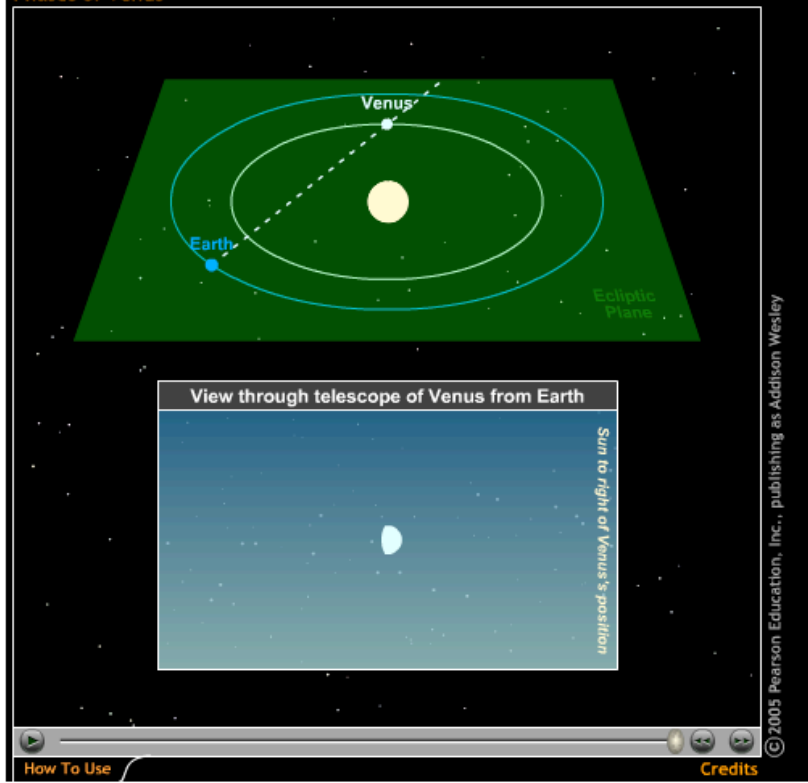 Venus
Earth
Ecliptic
Plane
View through telescope of Venus from Earth
Sun to right of Venus's position
©2005 Pearson Education, Inc., publishing as Addison Wesley
How To Use
Credits